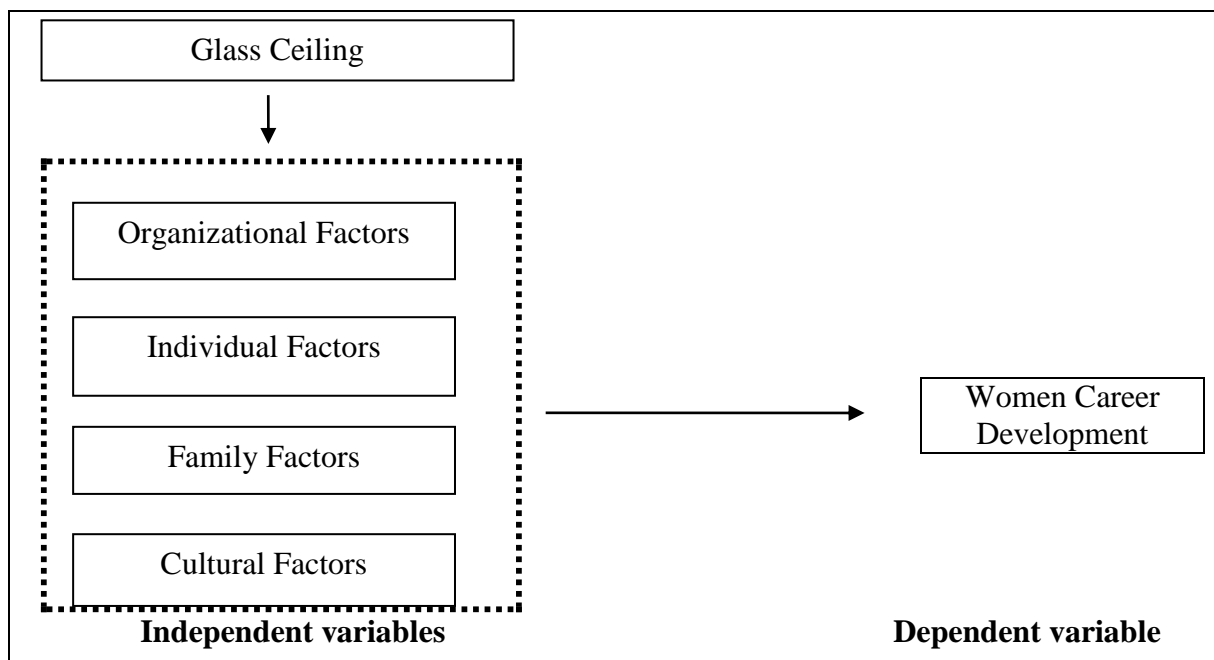 Glass Ceiling
Organizational Factors
Individual Factors
Family Factors
Cultural Factors
Women Career
Development
Independent variables
Dependent variable